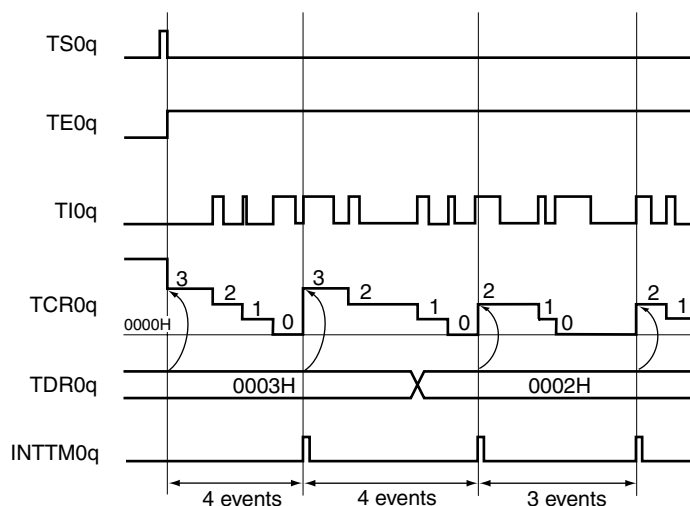 TS0q
TE0q
TI0q
TCR0q
3 2 1 0 3 2 1 0 2 1 0 2 1
0000H
TDR0q 0003H 0002H
INTTM0q
4 events 4 events 3 events